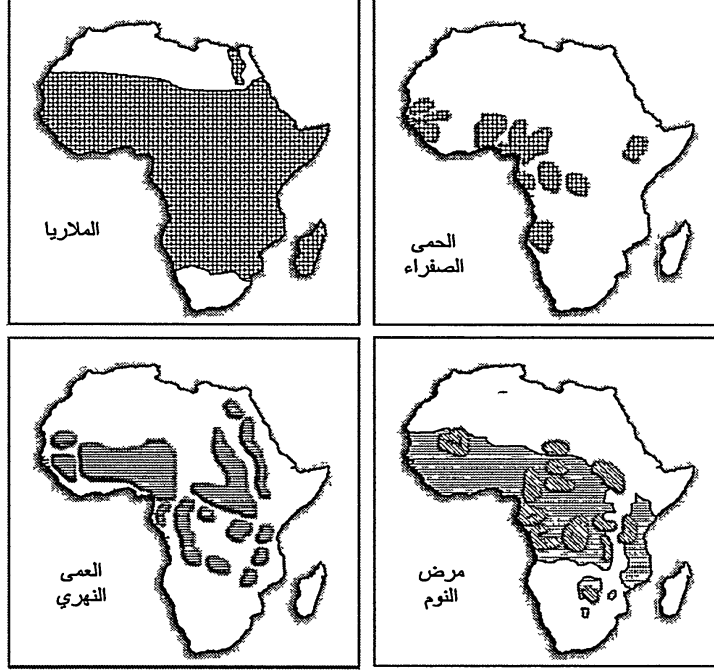 الملاريا
الحمى
الصفراء
العمى
النهري
مرض
النوم